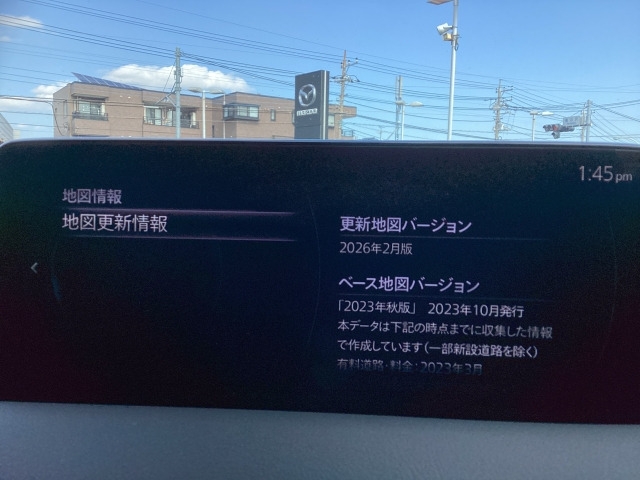 1:45pm
地図情報
地図更新情報
更新地図バージョン
2026年2月版
ベース地図バージョン
「2023年秋版」 2023年10月発行
本データは下記の時点までに収集した情報
で作成しています(一部新設道路を除く)
有料道路・料金:2023年3月